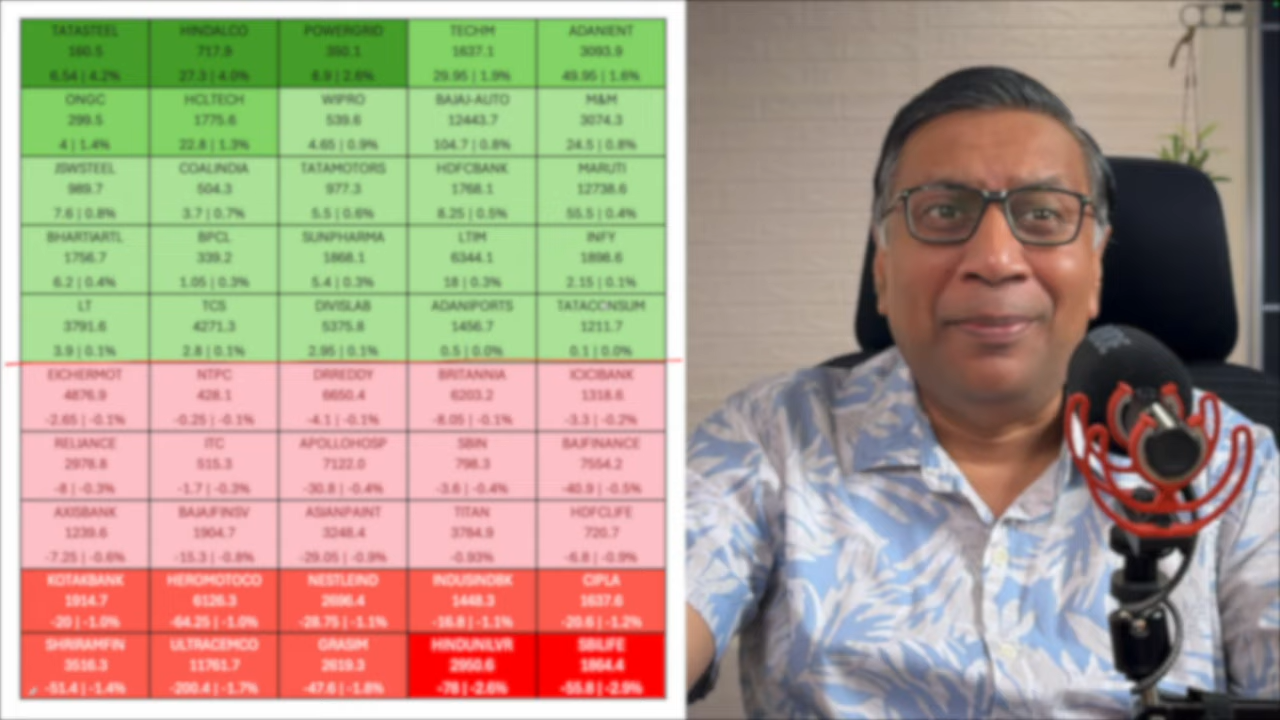 TATASTEEL HINDALCO POWERGRID TECHM ADANIENT
160.5 717.9 350.1 1637.1 3093.9
6.54 | 4.2% 27.3 | 4.0% 8.9 | 2.6% 29.95 | 1.9% 49.95 | 1.6%
ONGC HCLTECH WIPRO BAJAJ-AUTO M&M
299.5 1775.6 539.6 12443.7 3074.3
4 | 1.4% 22.8 | 1.3% 4.65 | 0.9% 104.7 | 0.8% 24.5 | 0.8%
JSWSTEEL COALINDIA TATAMOTORS HDFCBANK MARUTI
989.7 504.3 977.3 1768.1 12738.6
7.6 | 0.8% 3.7 | 0.7% 5.5 | 0.6% 8.25 | 0.5% 55.5 | 0.4%
BHARTIARTL BPCL SUNPHARMA LTIM INFY
1756.7 339.2 1868.1 6344.1 1898.6
6.2 | 0.4% 1.05 | 0.3% 5.4 | 0.3% 18 | 0.3% 2.15 | 0.1%
LT TCS DIVISLAB ADANIPORTS TATACONSUM
3791.6 4271.3 5375.8 1456.7 1211.7
3.9 | 0.1% 2.8 | 0.1% 2.95 | 0.1% 0.5 | 0.0% 0.1 | 0.0%
EICHERMOT NTPC DRREDDY BRITANNIA ICICIBANK
4876.9 428.1 6650.4 6203.2 1318.6
-2.65 | -0.1% -0.25 | -0.1% -4.1 | -0.1% -8.05 | -0.1% -3.3 | -0.2%
RELIANCE ITC APOLLOHOSP SBIN BAJFINANCE
2978.8 515.3 7122.0 798.3 7554.2
-8 | -0.3% -1.7 | -0.3% -30.8 | -0.4% -3.6 | -0.4% -40.9 | -0.5%
AXISBANK BAJAJFINSV ASIANPAINT TITAN HDFCLIFE
1239.6 1904.7 3248.4 3784.9 720.7
-7.25 | -0.6% -15.3 | -0.8% -29.05 | -0.9% -0.93% -6.8 | -0.9%
KOTAKBANK HEROMOTOCO NESTLEIND INDUSINDBK CIPLA
1914.7 6126.3 2696.4 1448.3 1637.6
-20 | -1.0% -64.25 | -1.0% -28.75 | -1.1% -16.8 | -1.1% -20.6 | -1.2%
SHRIRAMFIN ULTRACEMCO GRASIM HINDUNILVR SBILIFE
3516.3 11761.7 2619.3 2950.6 1864.4
-51.4 | -1.4% -200.4 | -1.7% -47.6 | -1.8% -78 | -2.6% -55.8 | -2.9%